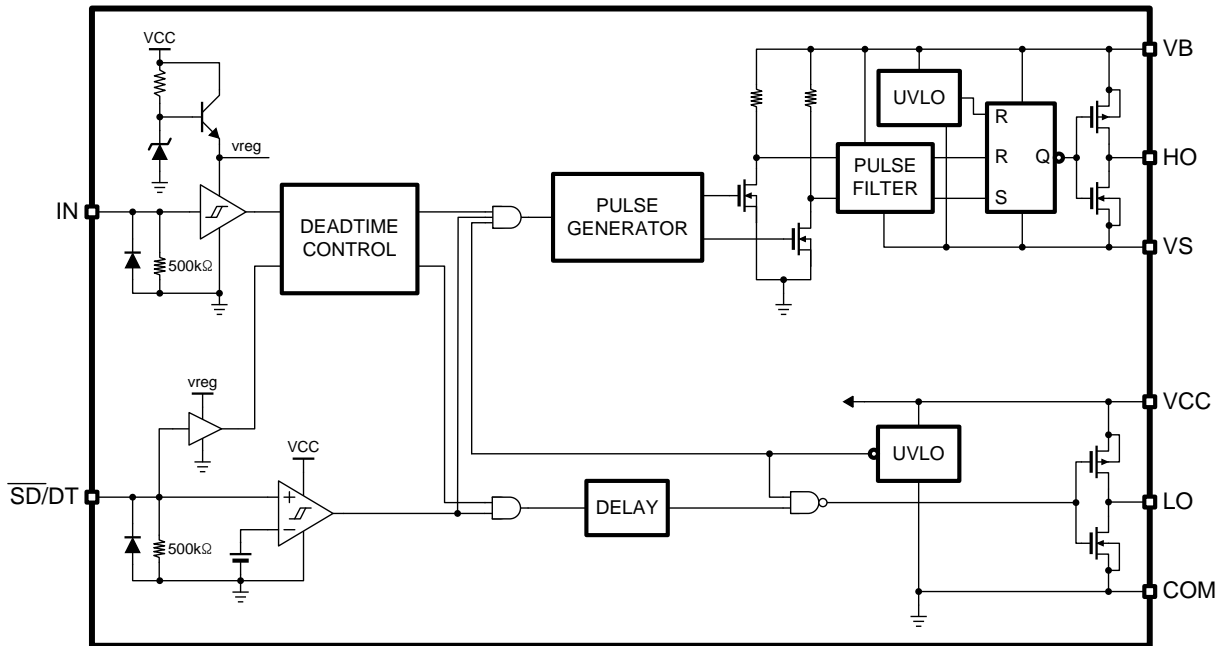 VCC
VB
UVLO
R
vreg
R
Q
HO
PULSE
FILTER
S
IN
DEADTIME
CONTROL
PULSE
GENERATOR
VS
500kΩ
vreg
VCC
VCC
UVLO
SD/DT
+
−
DELAY
LO
500kΩ
COM